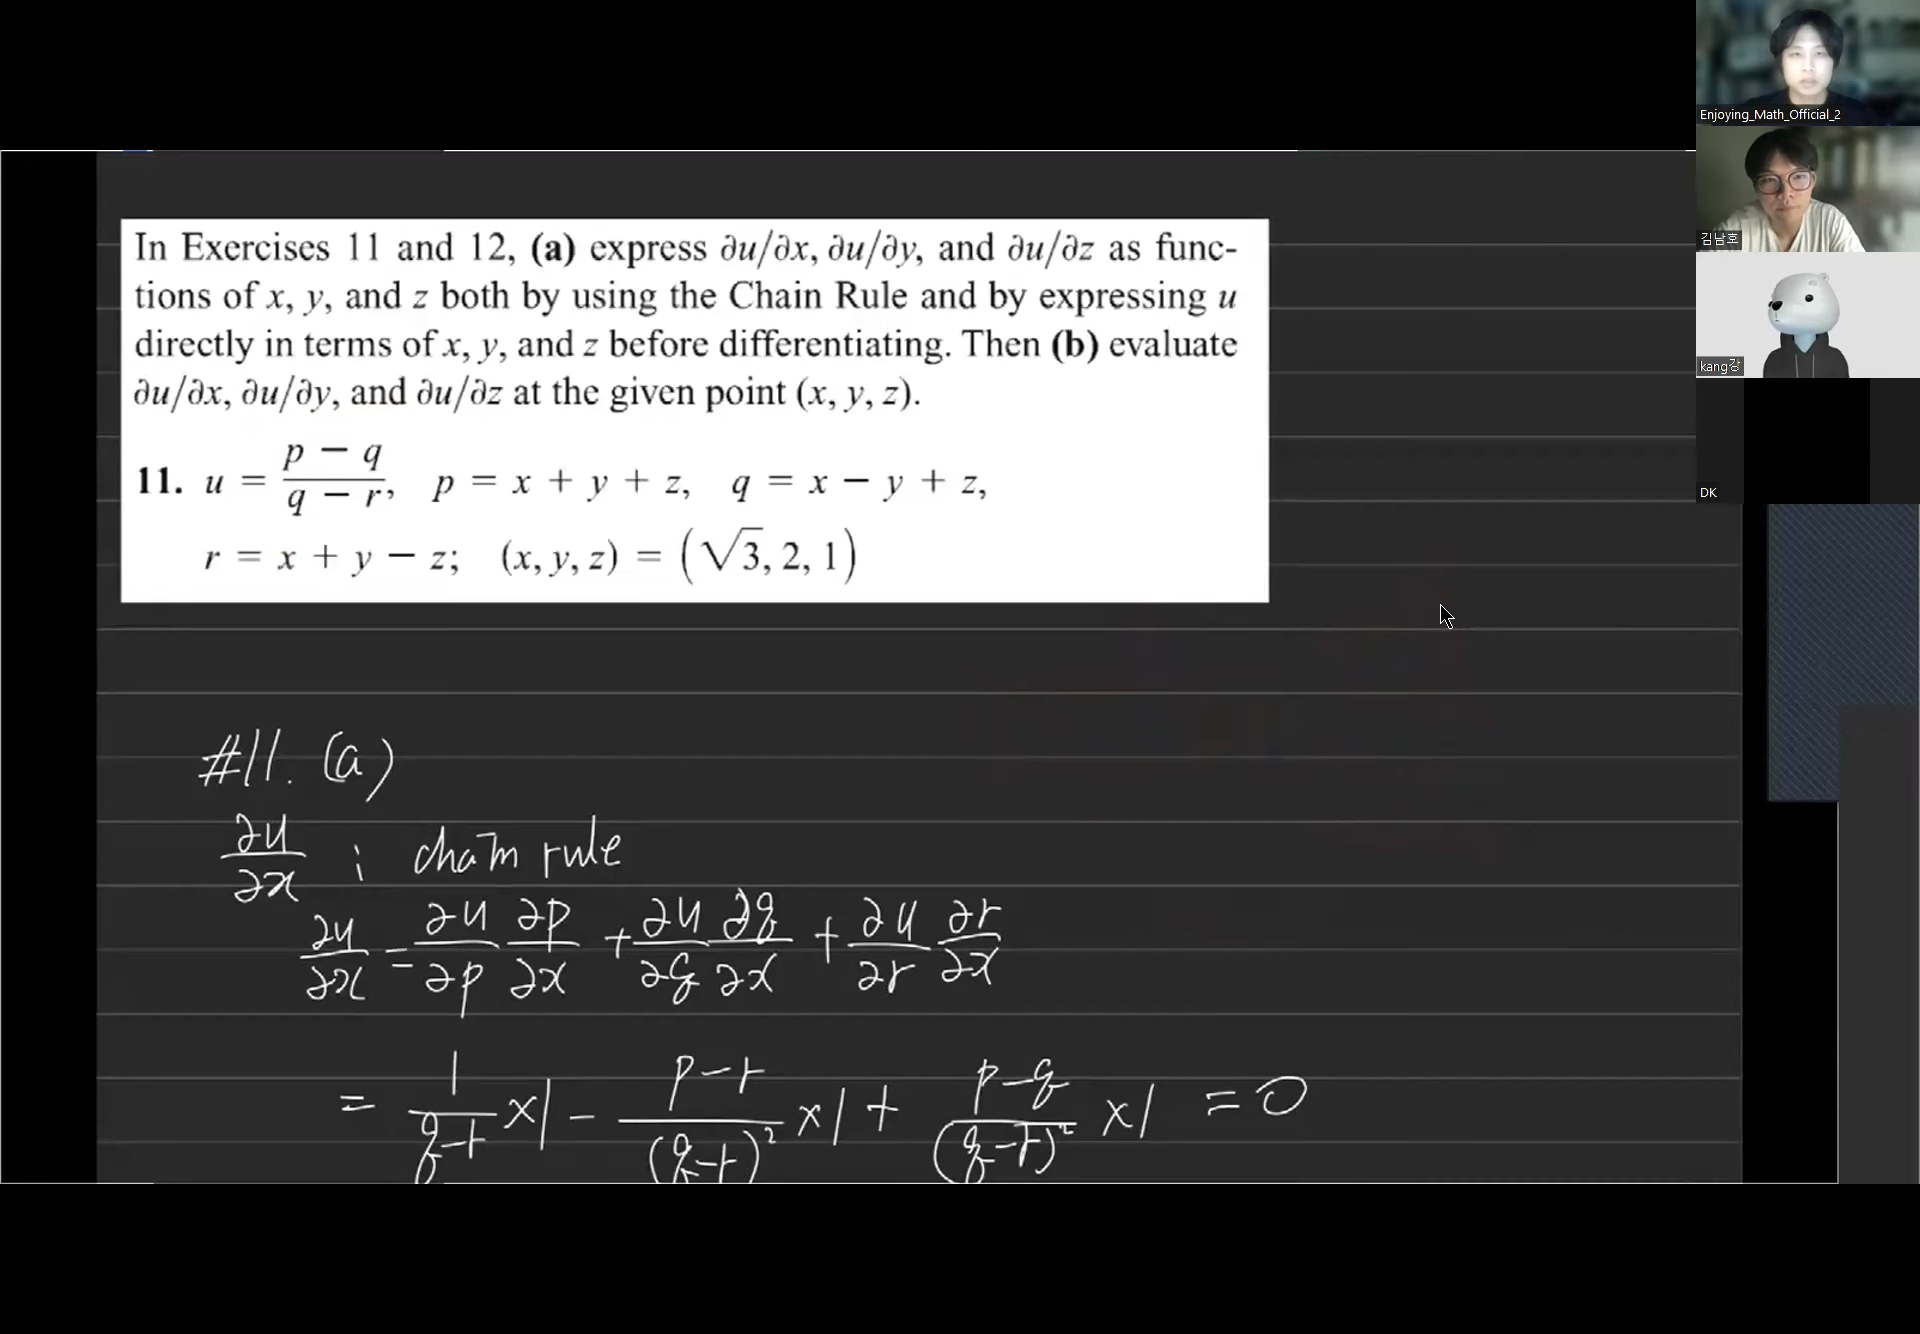 Enjoying_Math_Official_2
김남호
kang강
DK
In Exercises 11 and 12, (a) express ∂u/∂x, ∂u/∂y, and ∂u/∂z as func-
tions of x, y, and z both by using the Chain Rule and by expressing u
directly in terms of x, y, and z before differentiating. Then (b) evaluate
∂u/∂x, ∂u/∂y, and ∂u/∂z at the given point (x, y, z).
11. u = (p − q)/(q − r), p = x + y + z, q = x − y + z,
r = x + y − z; (x, y, z) = (√3, 2, 1)
#11. (a)
∂u/∂x ; chain rule
∂u/∂x = ∂u/∂p ∂p/∂x + ∂u/∂q ∂q/∂x + ∂u/∂r ∂r/∂x
= 1/(q−r) ×1 − (p−r)/(q−r)² ×1 + (p−q)/(q−r)² ×1 = 0